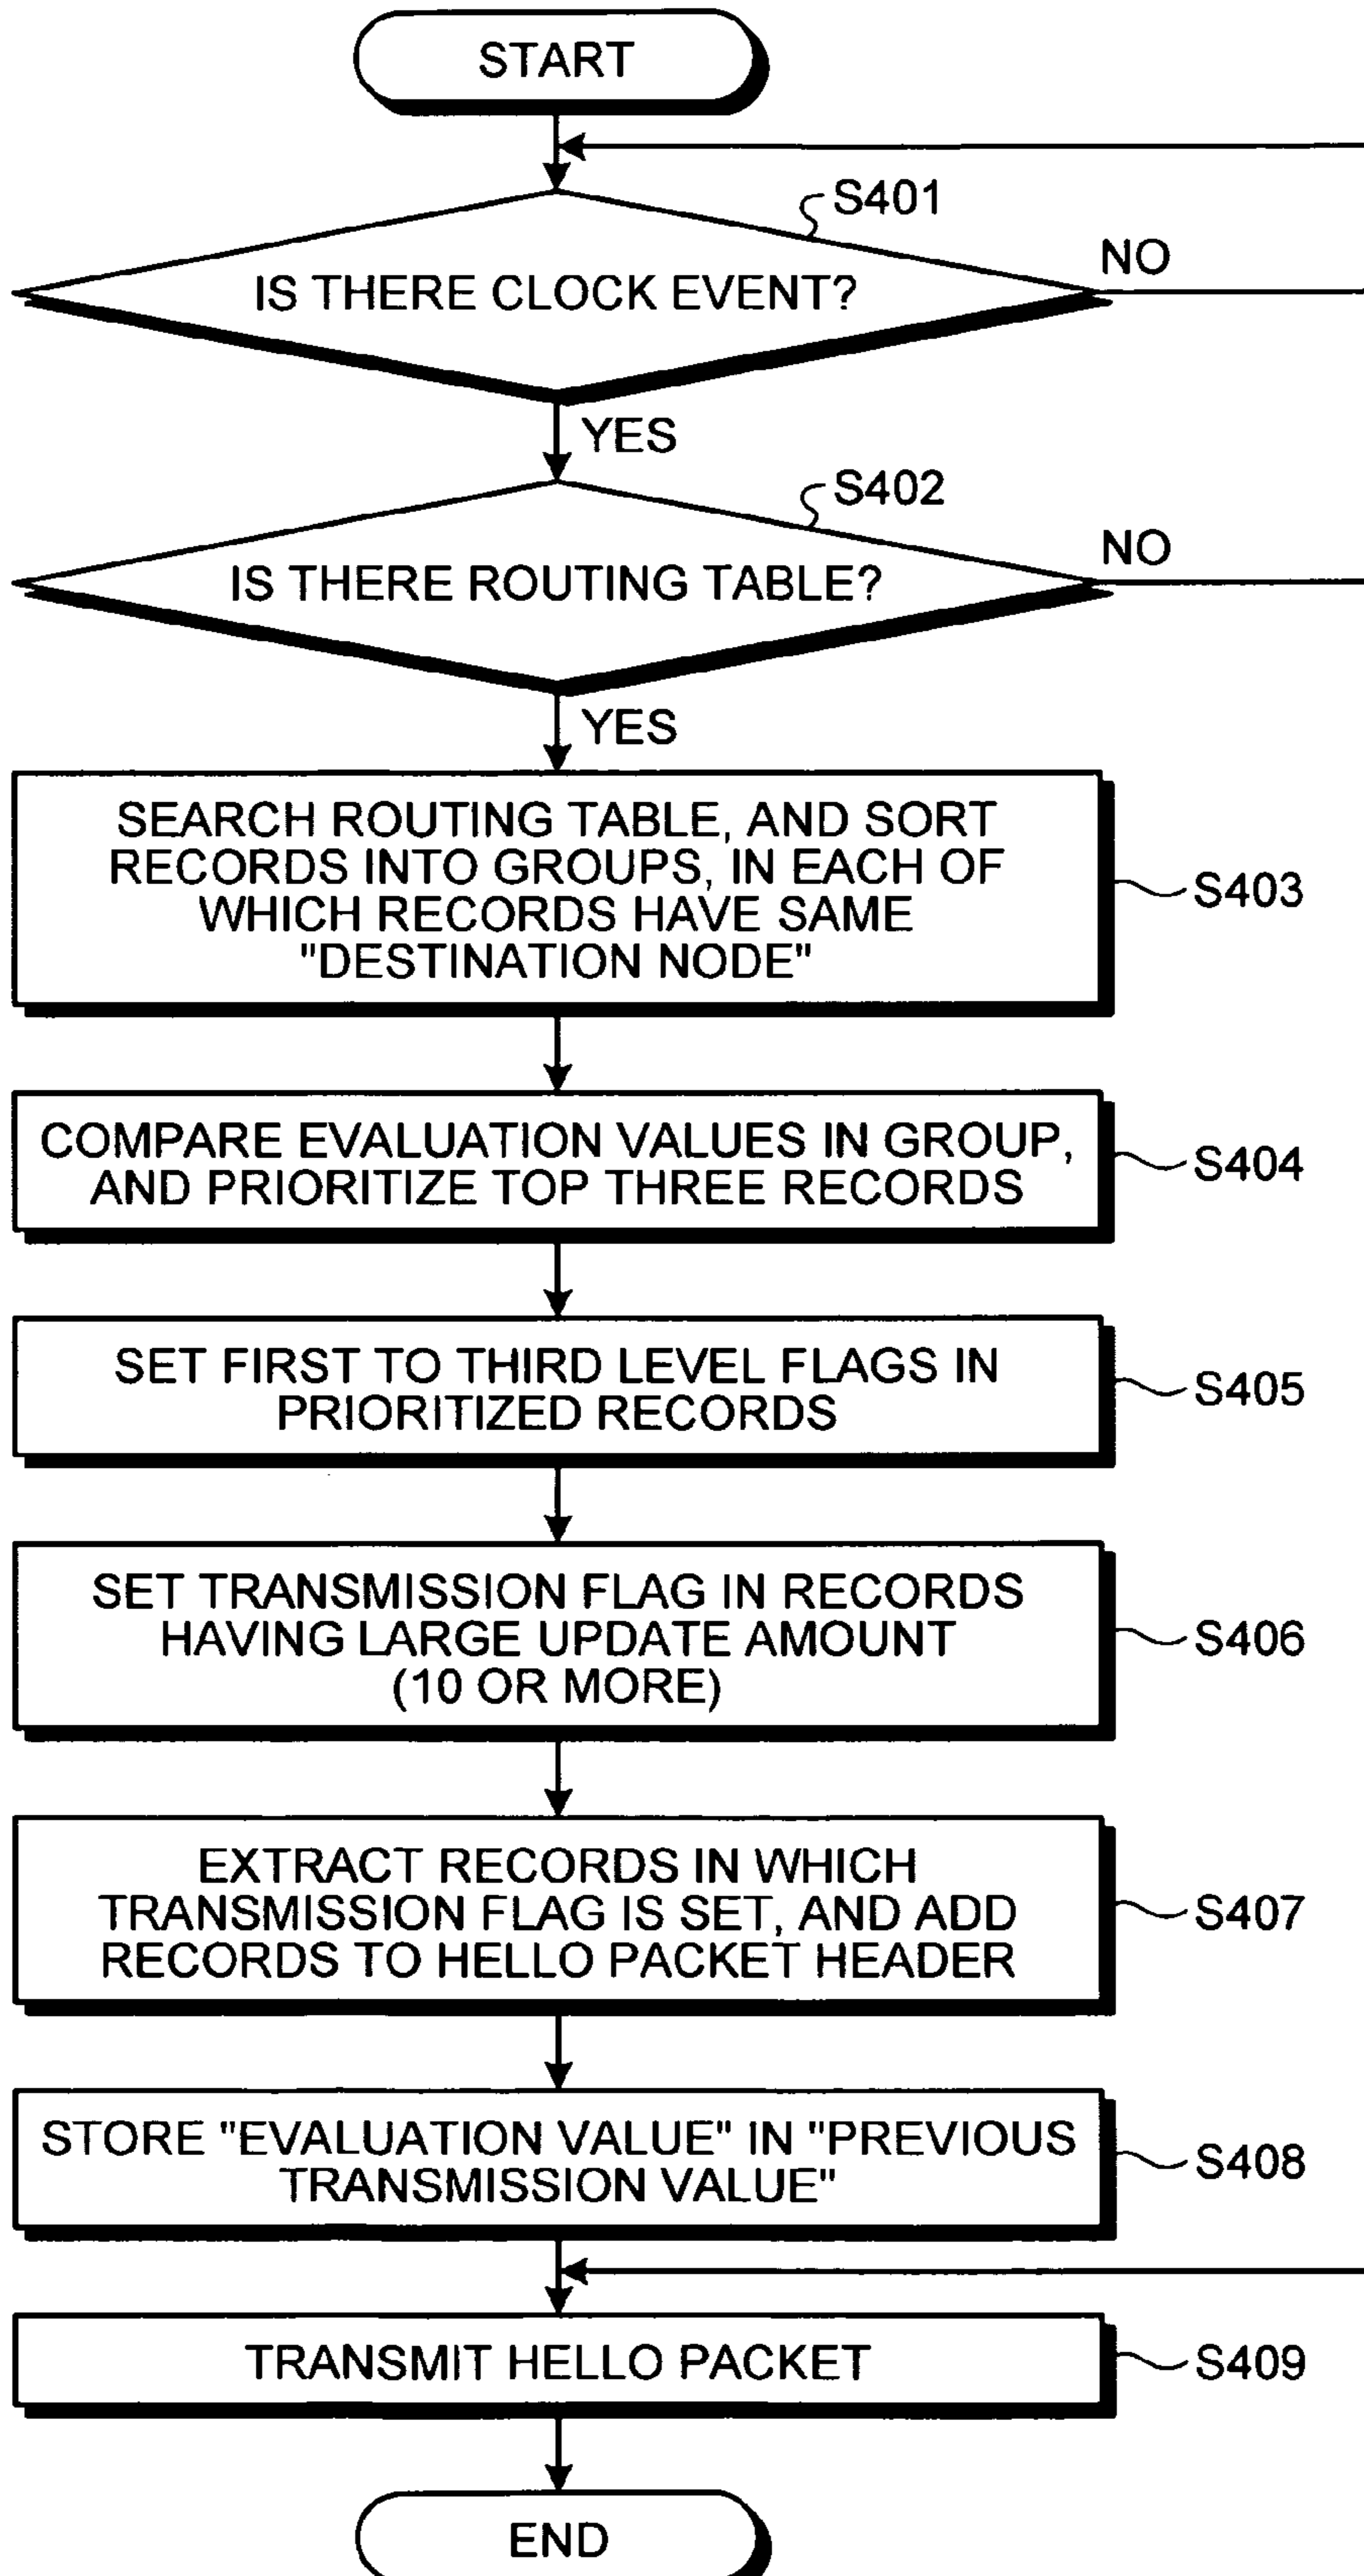 START
S401
IS THERE CLOCK EVENT?
NO
YES
S402
IS THERE ROUTING TABLE?
NO
YES
SEARCH ROUTING TABLE, AND SORT
RECORDS INTO GROUPS, IN EACH OF
WHICH RECORDS HAVE SAME
"DESTINATION NODE"
S403
COMPARE EVALUATION VALUES IN GROUP,
AND PRIORITIZE TOP THREE RECORDS
S404
SET FIRST TO THIRD LEVEL FLAGS IN
PRIORITIZED RECORDS
S405
SET TRANSMISSION FLAG IN RECORDS
HAVING LARGE UPDATE AMOUNT
(10 OR MORE)
S406
EXTRACT RECORDS IN WHICH
TRANSMISSION FLAG IS SET, AND ADD
RECORDS TO HELLO PACKET HEADER
S407
STORE "EVALUATION VALUE" IN "PREVIOUS
TRANSMISSION VALUE"
S408
TRANSMIT HELLO PACKET
S409
END